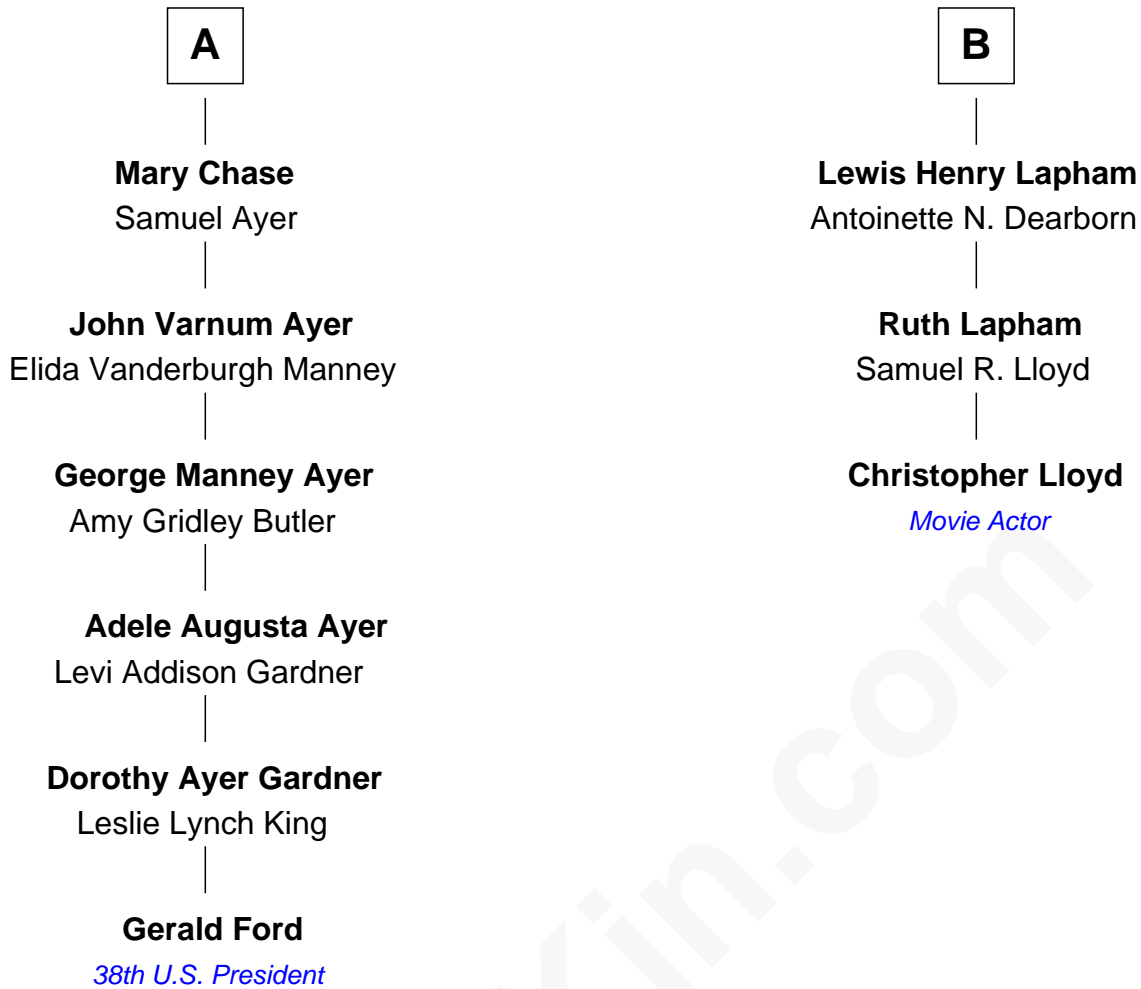 A
Mary Chase
Samuel Ayer
John Varnum Ayer
Elida Vanderburgh Manney
George Manney Ayer
Amy Gridley Butler
Adele Augusta Ayer
Levi Addison Gardner
Dorothy Ayer Gardner
Leslie Lynch King
Gerald Ford
38th U.S. President
B
Lewis Henry Lapham
Antoinette N. Dearborn
Ruth Lapham
Samuel R. Lloyd
Christopher Lloyd
Movie Actor
Kin.com